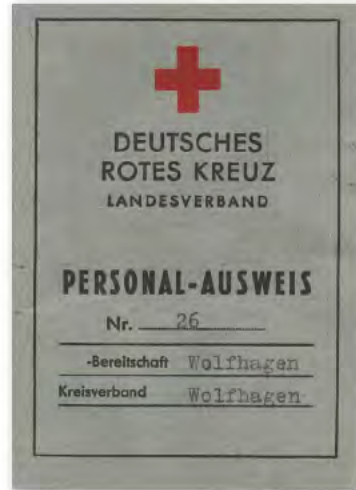 DEUTSCHES
ROTES KREUZ
LANDESVERBAND
PERSONAL-AUSWEIS
Nr. 26
-Bereitschaft Wolfhagen
Kreisverband Wolfhagen